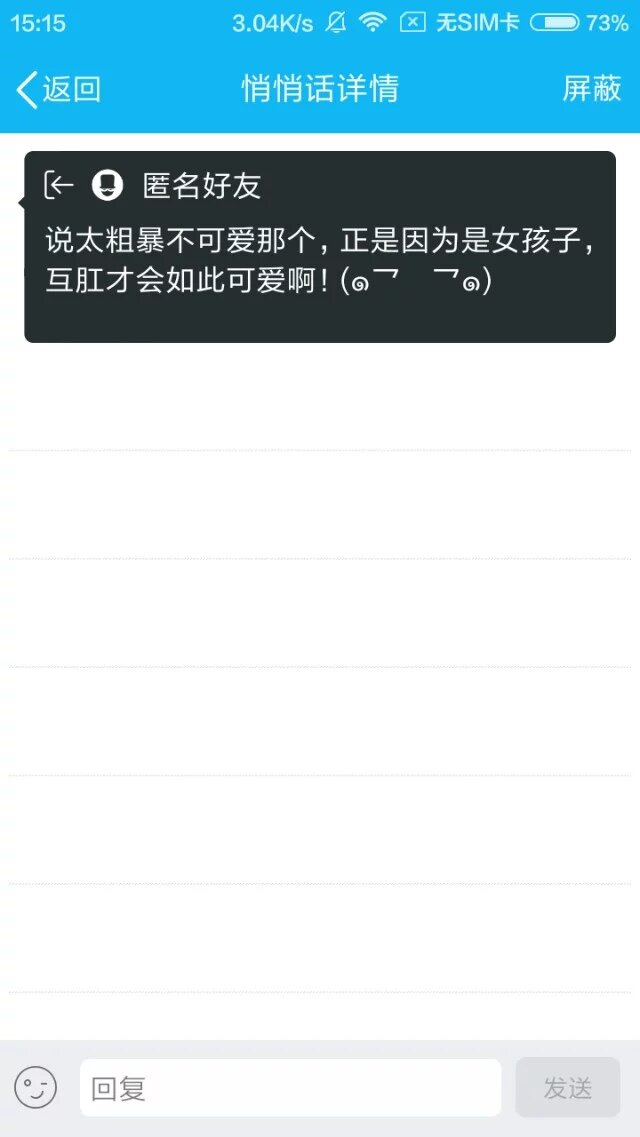 15:15 3.04K/s 无SIM卡 73%
返回 悄悄话详情 屏蔽
匿名好友
说太粗暴不可爱那个，正是因为是女孩子，
互肛才会如此可爱啊！(๑乛 乛๑)
回复 发送